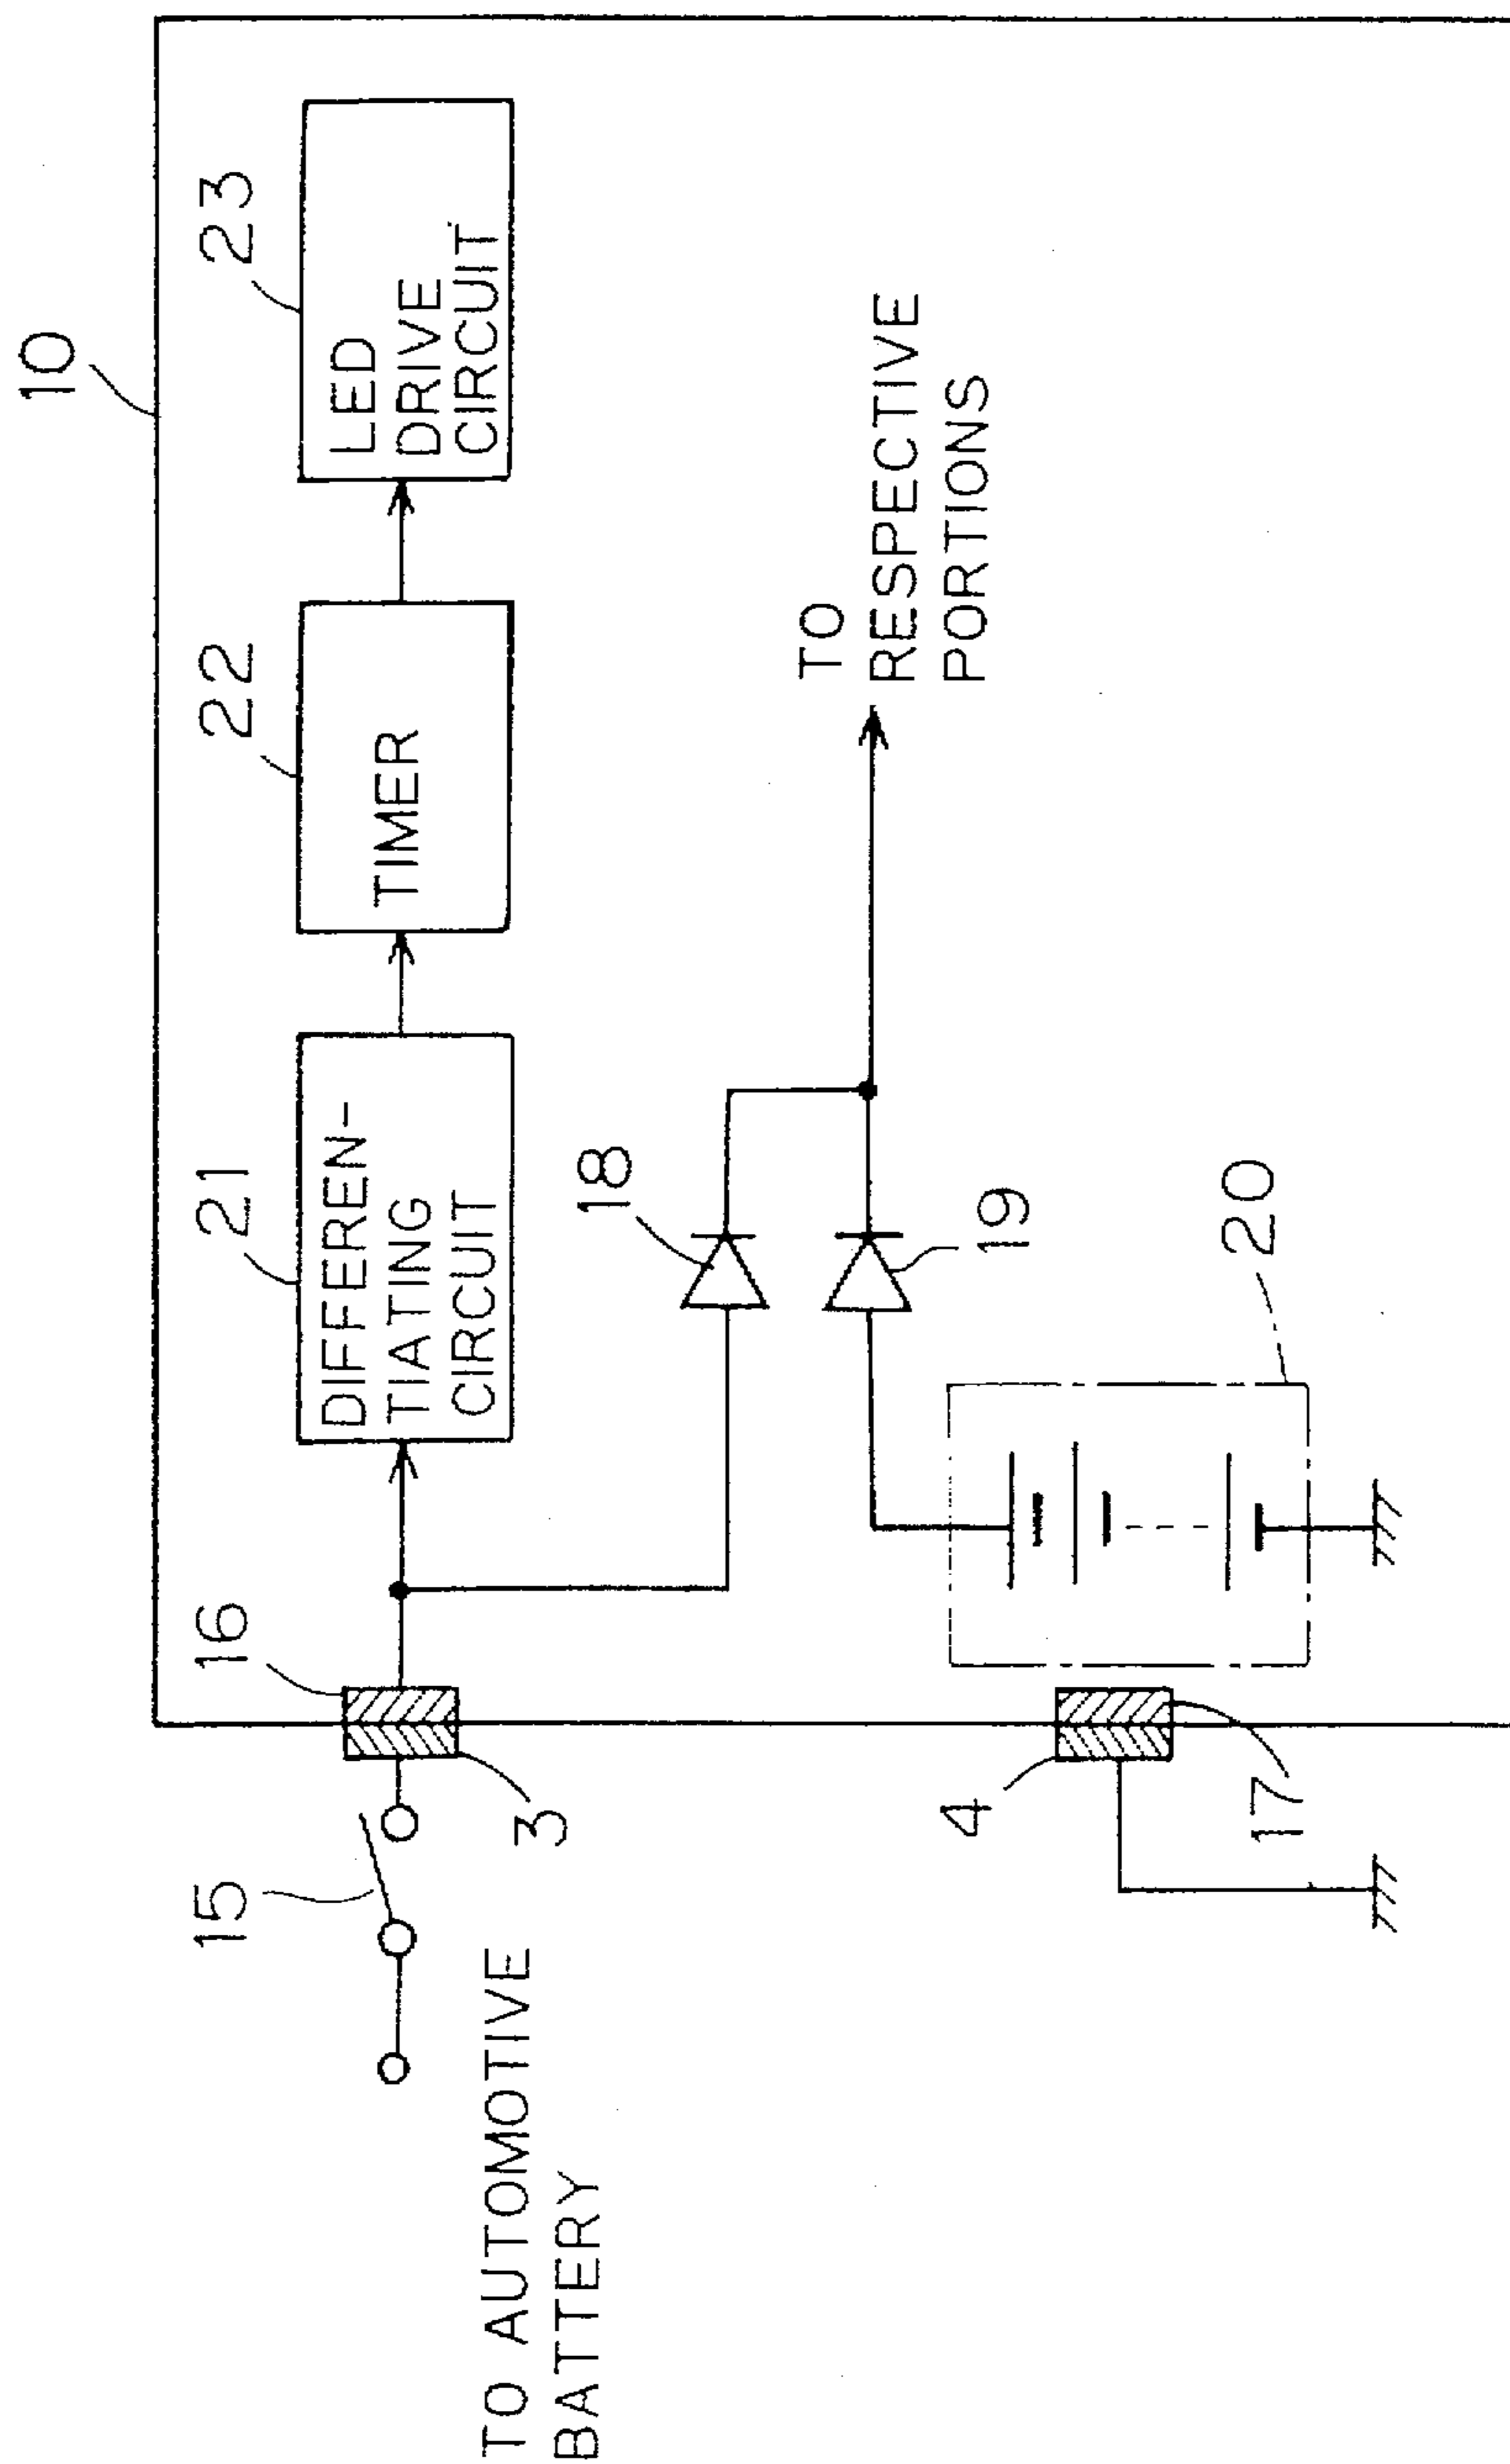 10
21
22
23
DIFFEREN-
TIATING
CIRCUIT
TIMER
LED
DRIVE
CIRCUIT
15
16
3
18
19
TO
RESPECTIVE
PORTIONS
TO AUTOMOTIVE
BATTERY
4
17
20